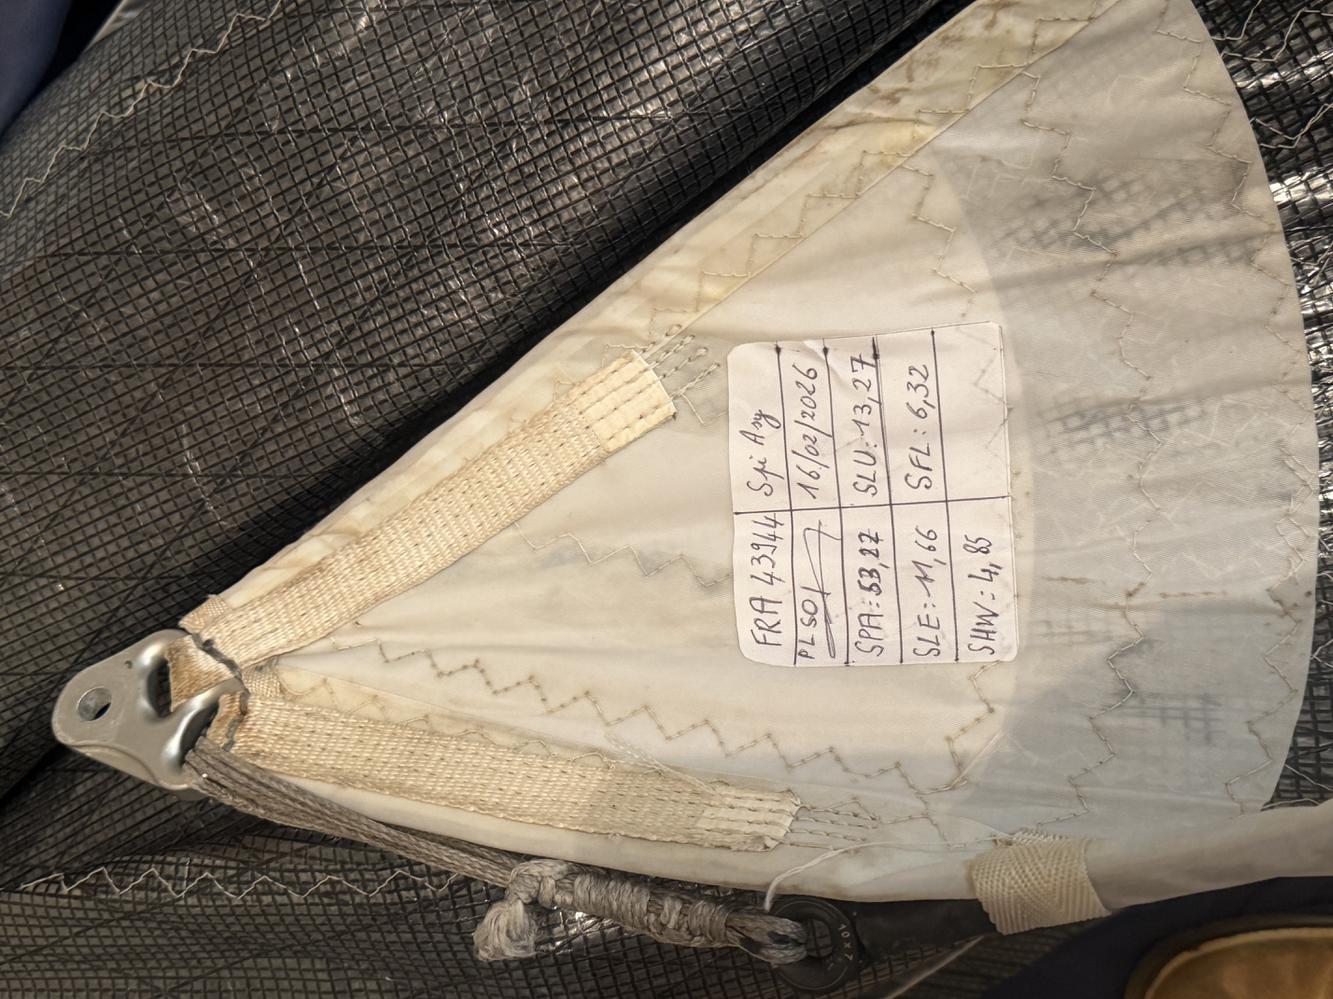 FRA 43944 Spi Asy
PLSO 16/02/2026
SPA: 53,27 SLU: 13,27
SLE: 11,66 SFL: 6,32
SHW: 4,85